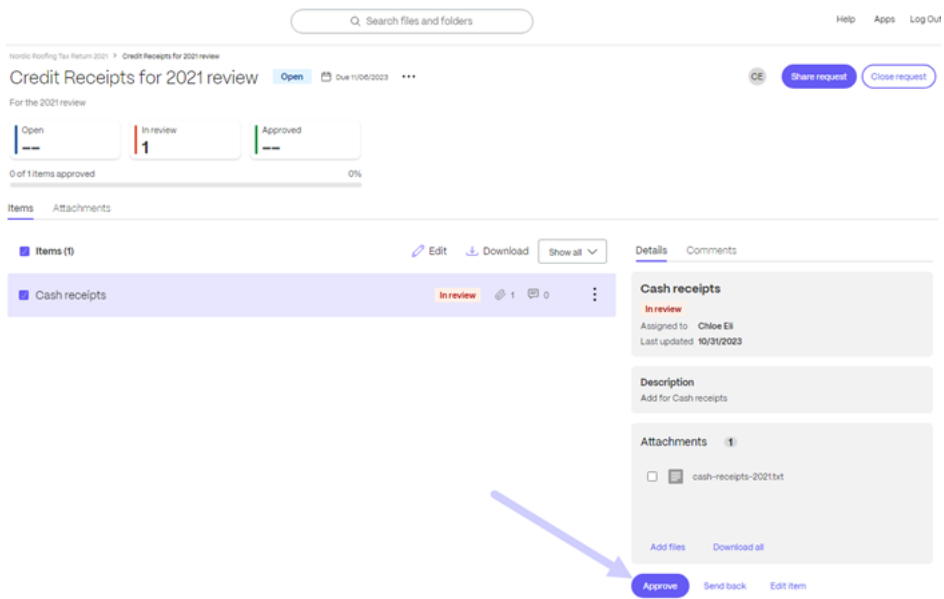 Search files and folders
Help Apps Log Out
Nordic Roofing Tax Return 2021 > Credit Receipts for 2021 review
Credit Receipts for 2021 review Open Due 11/06/2023 ••• CE Share request Close request
For the 2021 review
Open In review Approved
-- 1 --
0 of 1 items approved 0%
Items Attachments
Items (1) Edit Download Show all
Cash receipts In review 1 0
Details Comments
Cash receipts
In review
Assigned to Chloe Eli
Last updated 10/31/2023
Description
Add for Cash receipts
Attachments 1
cash-receipts-2021.txt
Add files Download all
Approve Send back Edit item